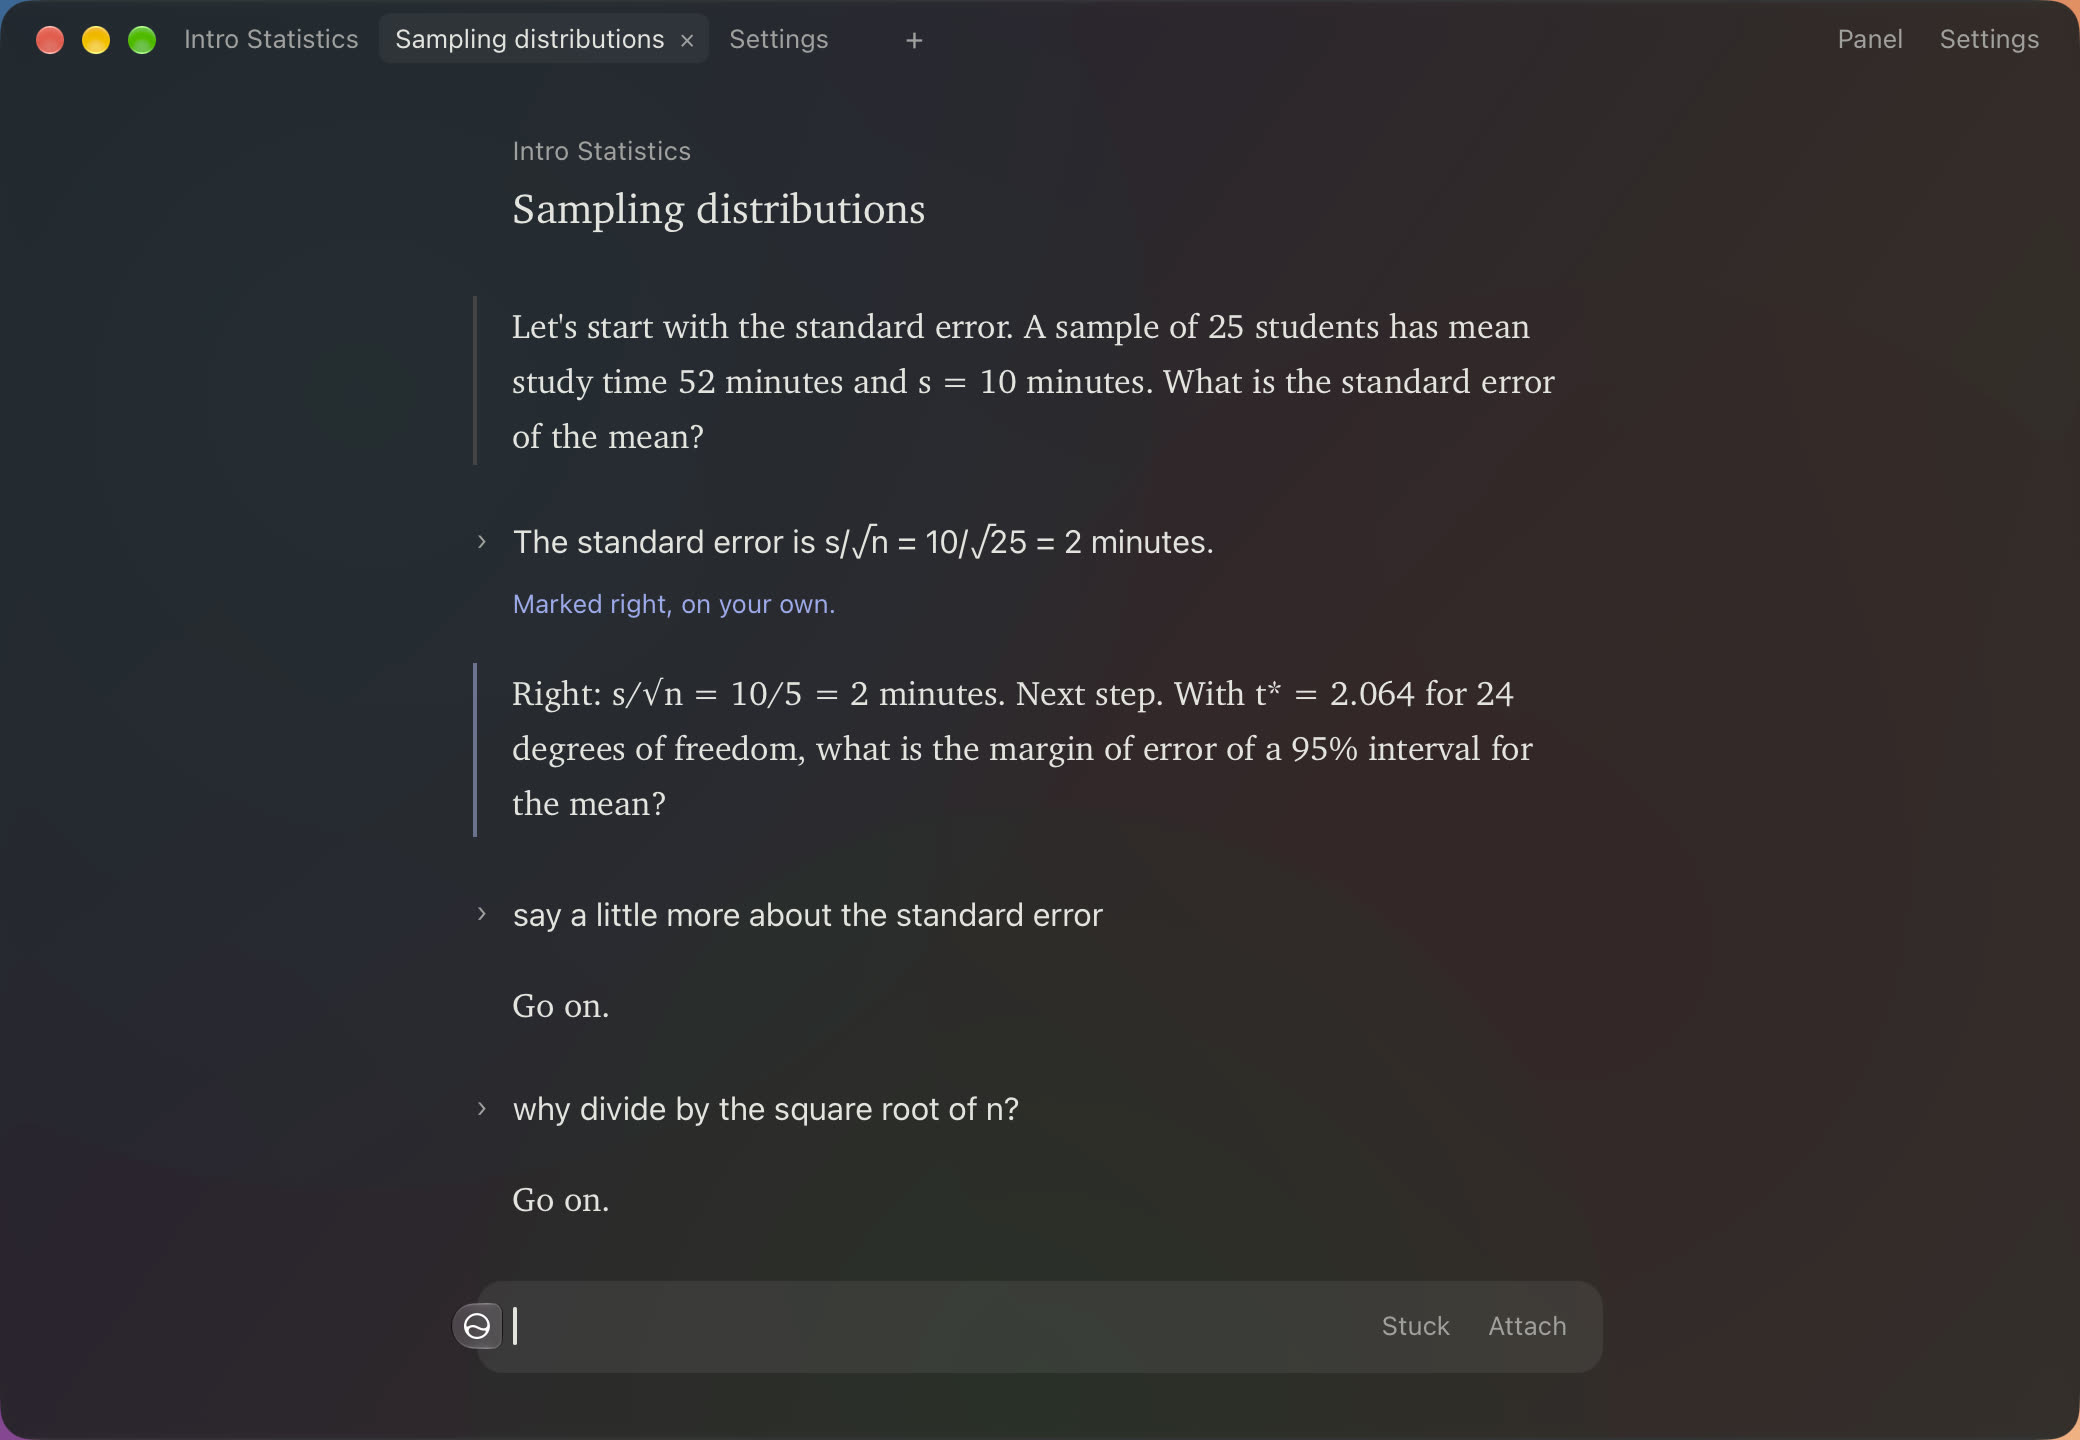 Intro Statistics
Sampling distributions ×
Settings
+
Panel
Settings
Intro Statistics
Sampling distributions
Let's start with the standard error. A sample of 25 students has mean
study time 52 minutes and s = 10 minutes. What is the standard error
of the mean?
› The standard error is s/√n = 10/√25 = 2 minutes.
Marked right, on your own.
Right: s/√n = 10/5 = 2 minutes. Next step. With t* = 2.064 for 24
degrees of freedom, what is the margin of error of a 95% interval for
the mean?
› say a little more about the standard error
Go on.
› why divide by the square root of n?
Go on.
Stuck
Attach